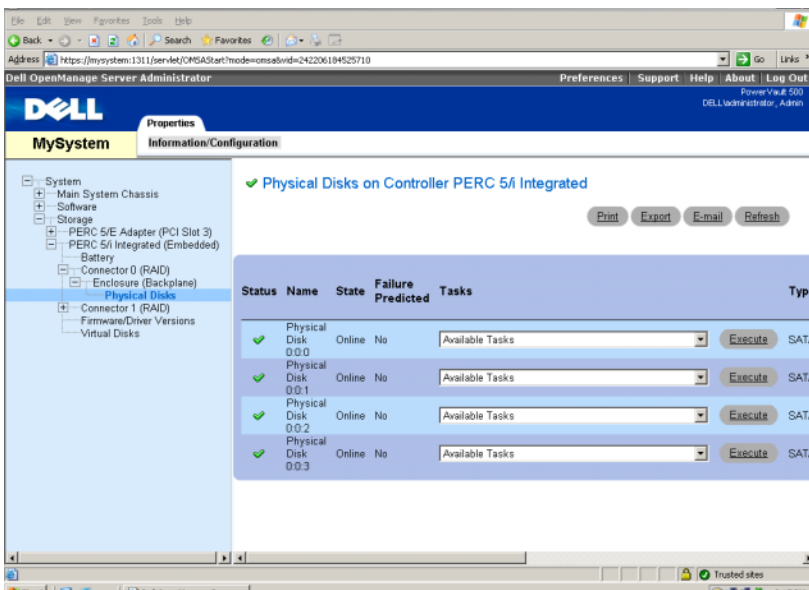 File Edit View Favorites Tools Help
Back Search Favorites
Address https://mysystem:1311/servlet/OMSAStart?mode=omsa&vid=242206184525710 Go Links
Dell OpenManage Server Administrator Preferences Support Help About Log Out
PowerVault 500
DELL\administrator, Admin
DELL
Properties
MySystem Information/Configuration
System
Main System Chassis
Software
Storage
PERC 5/E Adapter (PCI Slot 3)
PERC 5/i Integrated (Embedded)
Battery
Connector 0 (RAID)
Enclosure (Backplane)
Physical Disks
Connector 1 (RAID)
Firmware/Driver Versions
Virtual Disks
Physical Disks on Controller PERC 5/i Integrated
Print Export E-mail Refresh
Status Name State Failure Predicted Tasks Typ
Physical Disk 0:0:0 Online No Available Tasks Execute SAT
Physical Disk 0:0:1 Online No Available Tasks Execute SAT
Physical Disk 0:0:2 Online No Available Tasks Execute SAT
Physical Disk 0:0:3 Online No Available Tasks Execute SAT
Trusted sites